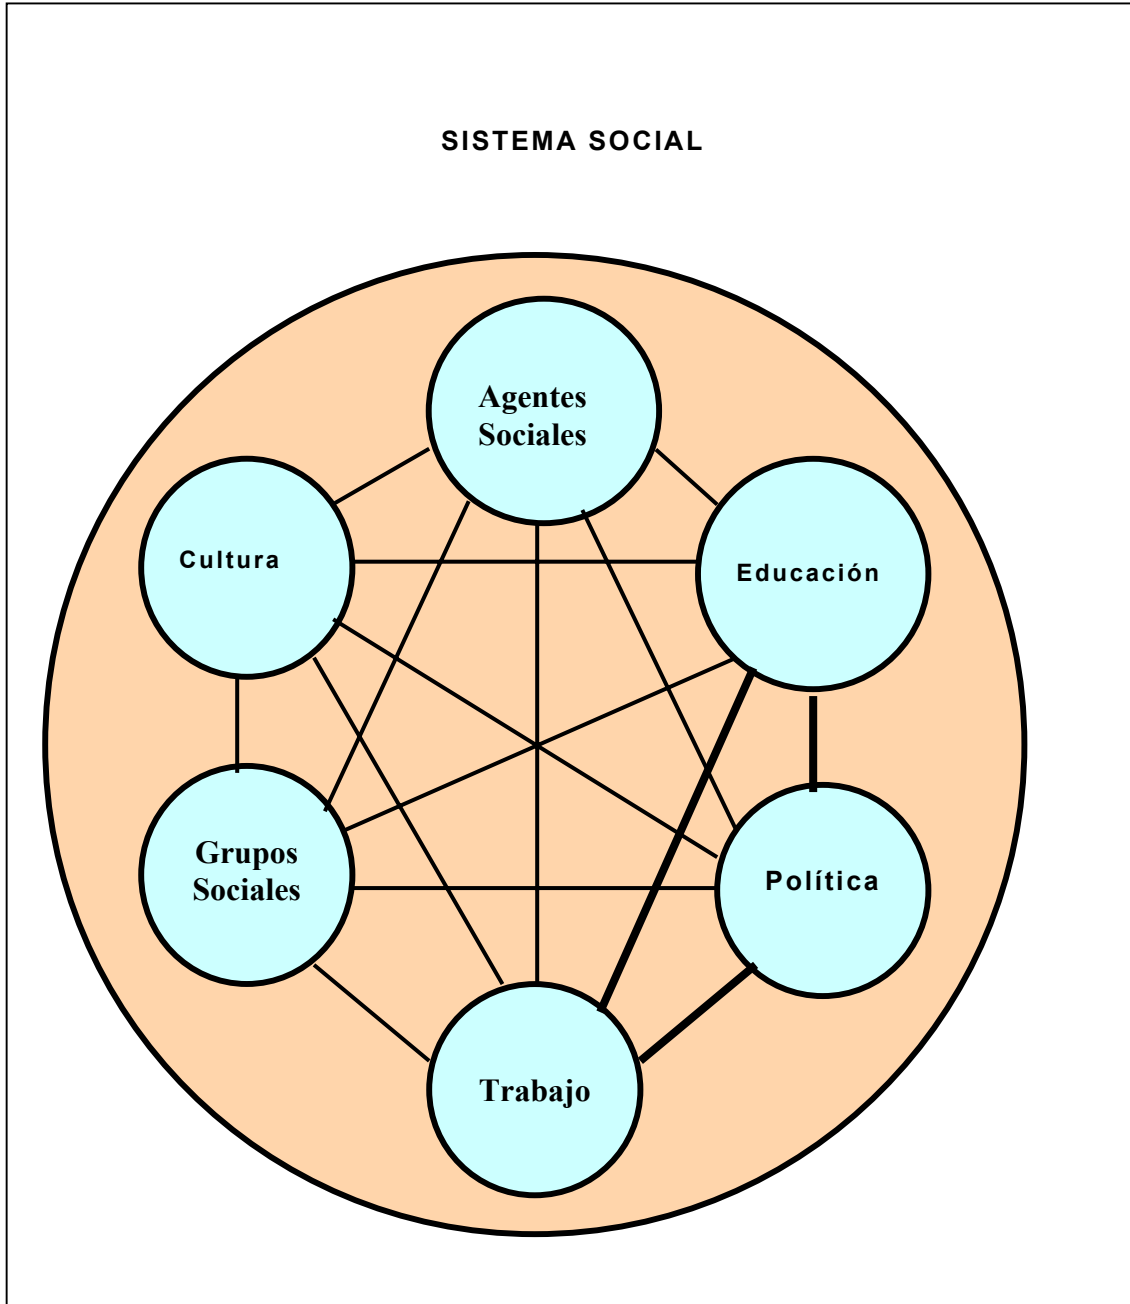 SISTEMA SOCIAL
Agentes
Sociales
Cultura
Educación
Grupos
Sociales
Política
Trabajo